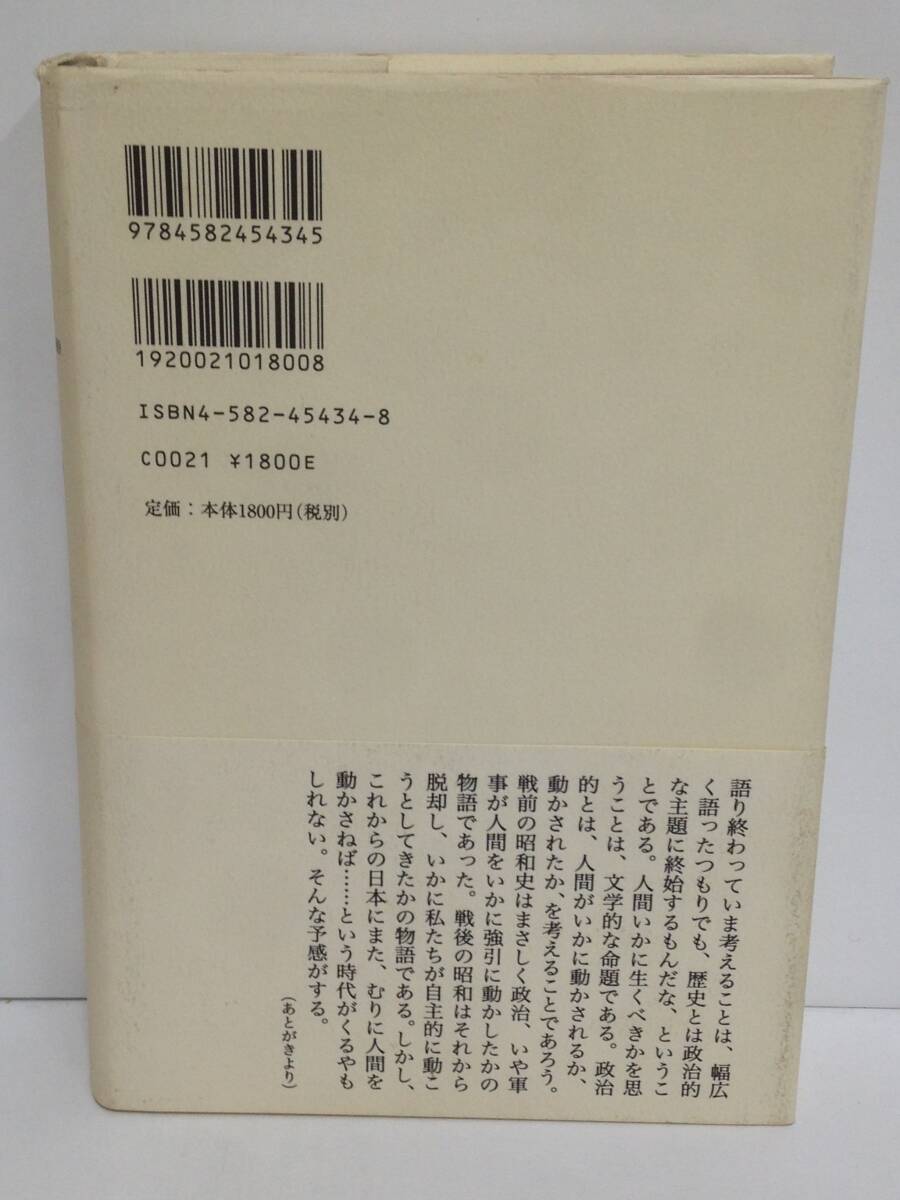 9784582454345
1920021018008
ISBN4-582-45434-8
C0021 ¥1800E
定価：本体1800円（税別）
語り終わっていま考えることは、幅広
く語ったつもりでも、歴史とは政治的
な主題に終始するもんだな、というこ
とである。人間いかに生くべきかを思
うことは、文学的な命題である。政治
的とは、人間がいかに動かされるか、
動かされたか、を考えることであろう。
戦前の昭和史はまさしく政治、いや軍
事が人間をいかに強引に動かしたかの
物語であった。戦後の昭和はそれから
脱却し、いかに私たちが自主的に動こ
うとしてきたかの物語である。しかし、
これからの日本にまた、むりに人間を
動かさねば……という時代がくるやも
しれない。そんな予感がする。
（あとがきより）